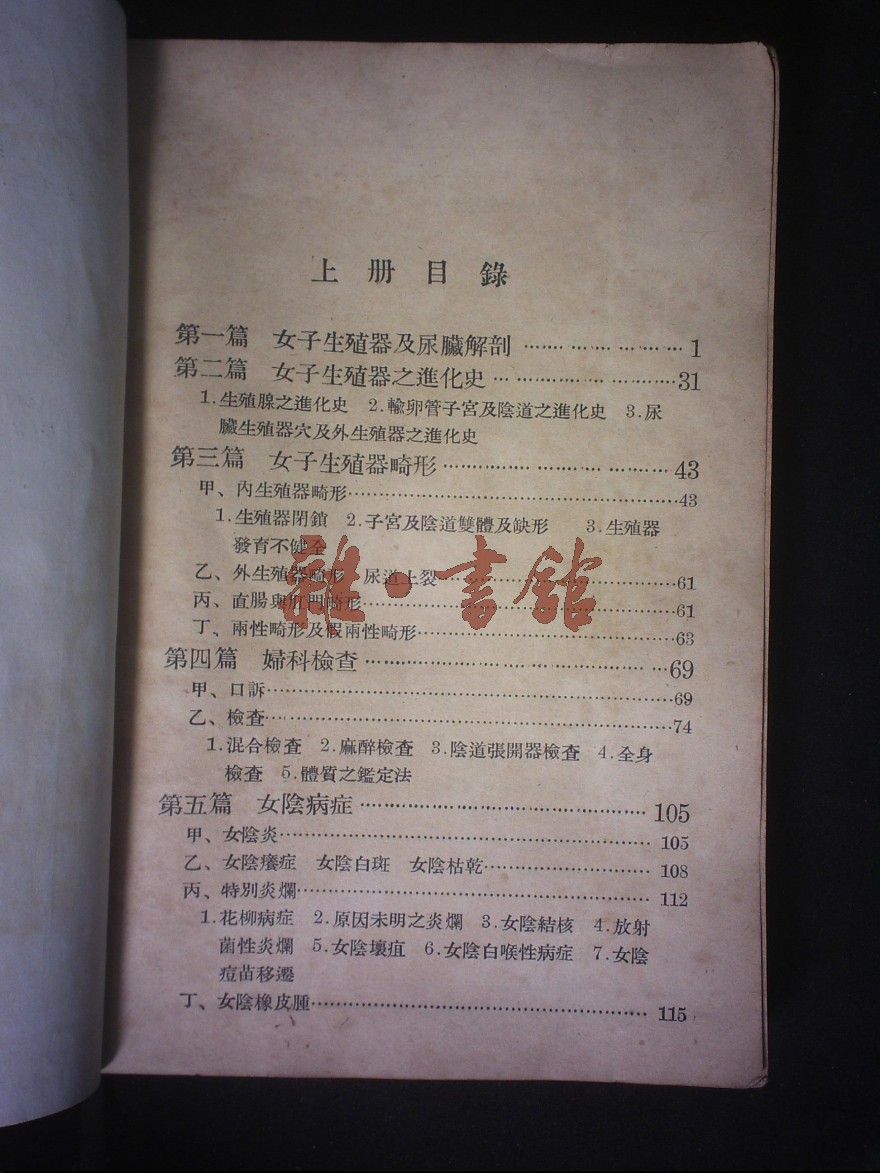 上册目錄
第一篇 女子生殖器及尿臟解剖 ……………………… 1
第二篇 女子生殖器之進化史 ……………………… 31
1.生殖腺之進化史 2.輸卵管子宮及陰道之進化史 3.尿
臟生殖器穴及外生殖器之進化史
第三篇 女子生殖器畸形 ……………………… 43
甲、內生殖器畸形 ……………………… 43
1.生殖器閉鎖 2.子宮及陰道雙體及缺形 3.生殖器
發育不健全
乙、外生殖器畸形 尿道上裂 ……………………… 61
丙、直腸與肛門畸形 ……………………… 61
丁、兩性畸形及假兩性畸形 ……………………… 63
第四篇 婦科檢查 ……………………… 69
甲、口訴 ……………………… 69
乙、檢查 ……………………… 74
1.混合檢查 2.麻醉檢查 3.陰道張開器檢查 4.全身
檢查 5.體質之鑑定法
第五篇 女陰病症 ……………………… 105
甲、女陰炎 ……………………… 105
乙、女陰癢症 女陰白斑 女陰枯乾 ……………………… 108
丙、特別炎爛 ……………………… 112
1.花柳病症 2.原因未明之炎爛 3.女陰結核 4.放射
菌性炎爛 5.女陰壞疽 6.女陰白喉性病症 7.女陰
痘苗移遷
丁、女陰橡皮腫 ……………………… 115
雜·書館